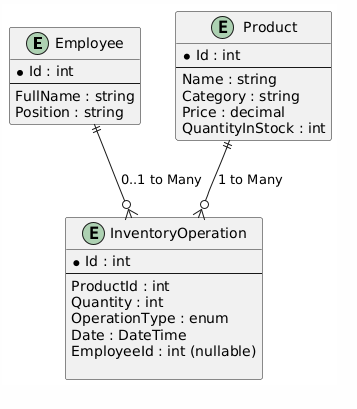 E Employee
* Id : int
FullName : string
Position : string
E Product
* Id : int
Name : string
Category : string
Price : decimal
QuantityInStock : int
0..1 to Many
1 to Many
E InventoryOperation
* Id : int
ProductId : int
Quantity : int
OperationType : enum
Date : DateTime
EmployeeId : int (nullable)